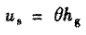 u_s = θh_g